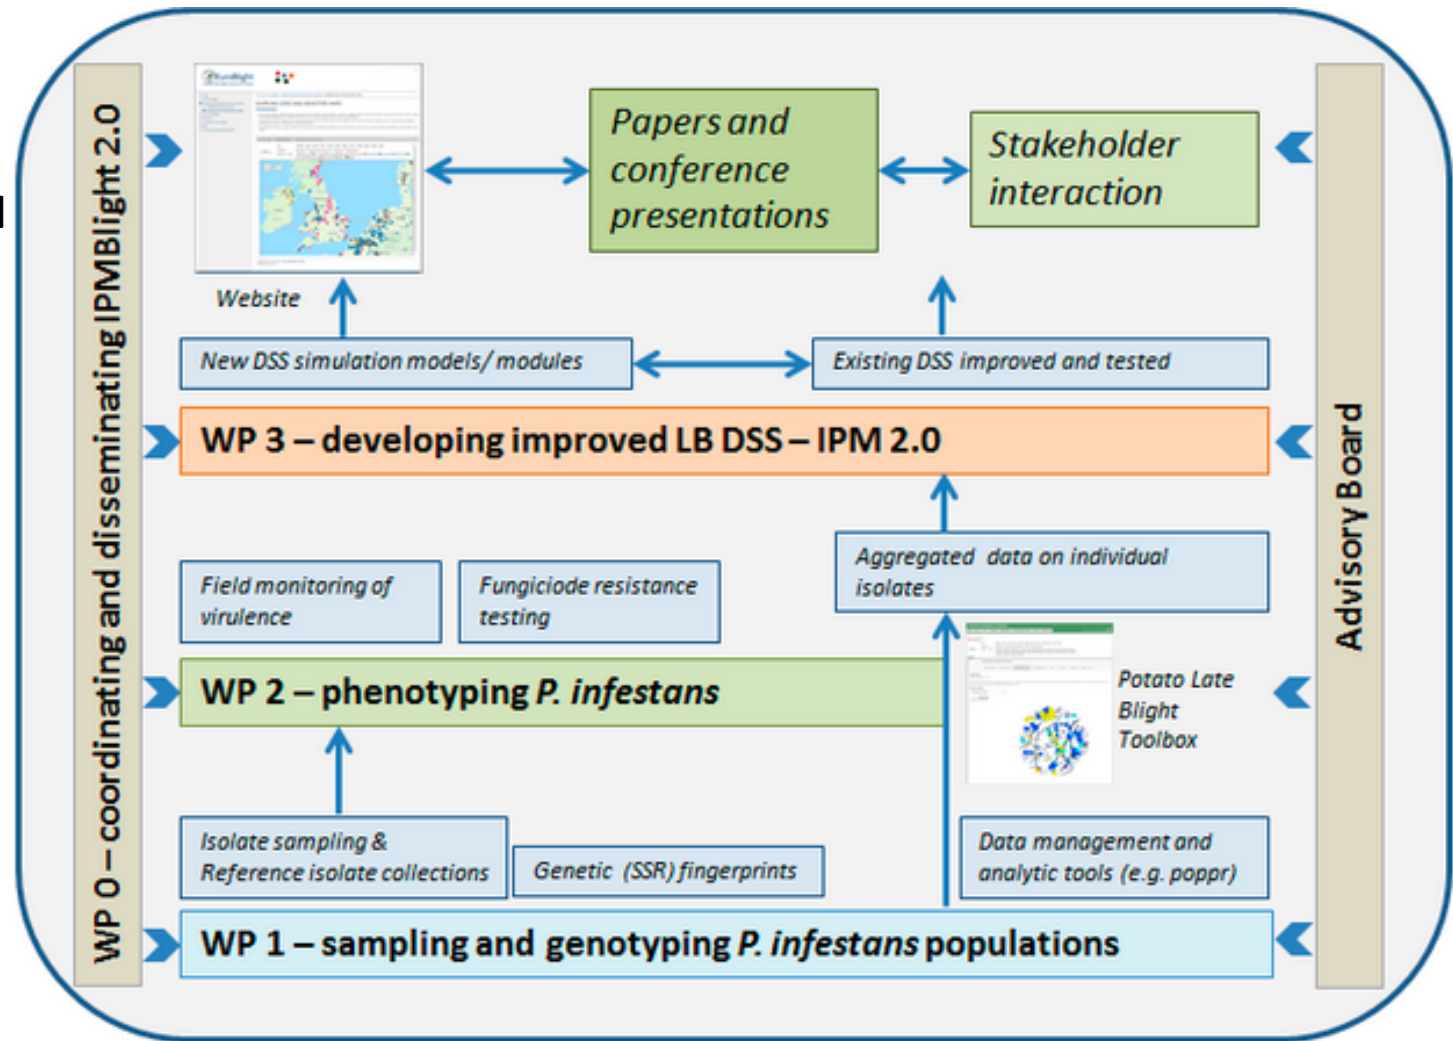 WP 0 – coordinating and disseminating IPMBlight 2.0
Website
Papers and
conference
presentations
Stakeholder
interaction
New DSS simulation models/ modules
Existing DSS improved and tested
WP 3 – developing improved LB DSS – IPM 2.0
Aggregated data on individual
isolates
Field monitoring of
virulence
Fungiciode resistance
testing
WP 2 – phenotyping P. infestans
Potato Late
Blight
Toolbox
Isolate sampling &
Reference isolate collections
Genetic (SSR) fingerprints
Data management and
analytic tools (e.g. poppr)
WP 1 – sampling and genotyping P. infestans populations
Advisory Board